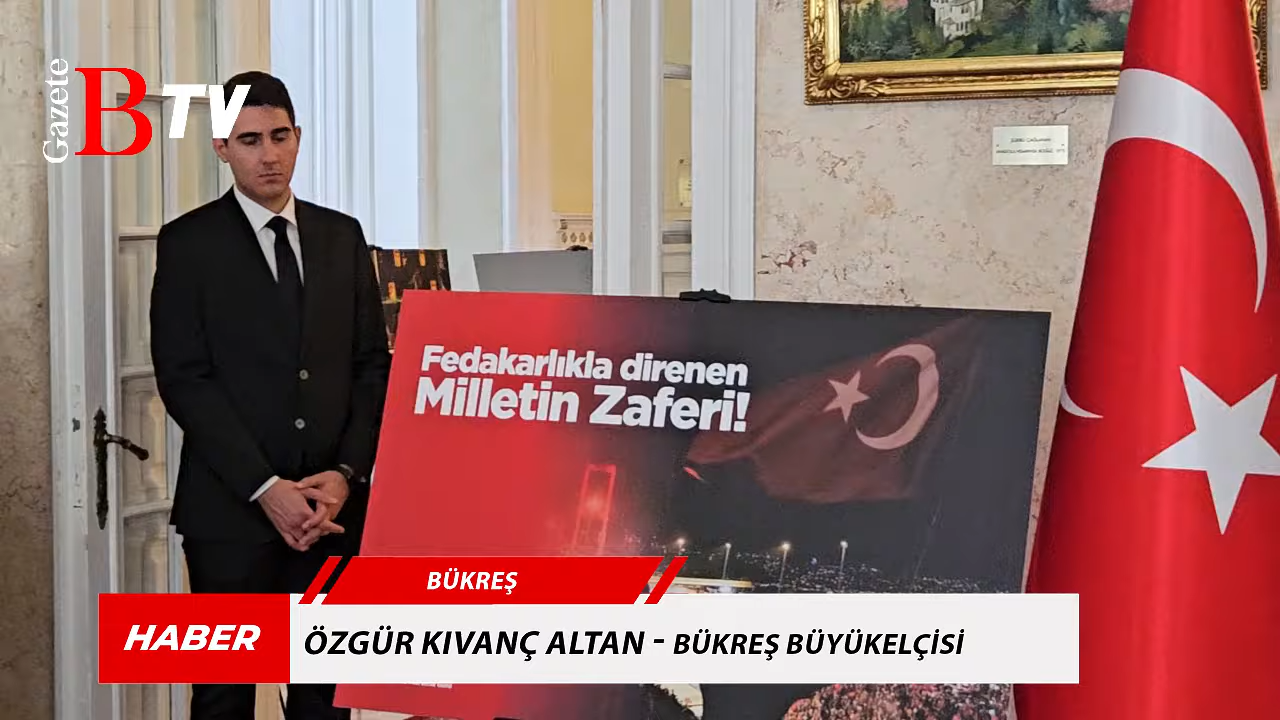 Gazete
B TV
Fedakarlıkla direnen
Milletin Zaferi!
BÜKREŞ
HABER
ÖZGÜR KIVANÇ ALTAN - BÜKREŞ BÜYÜKELÇİSİ